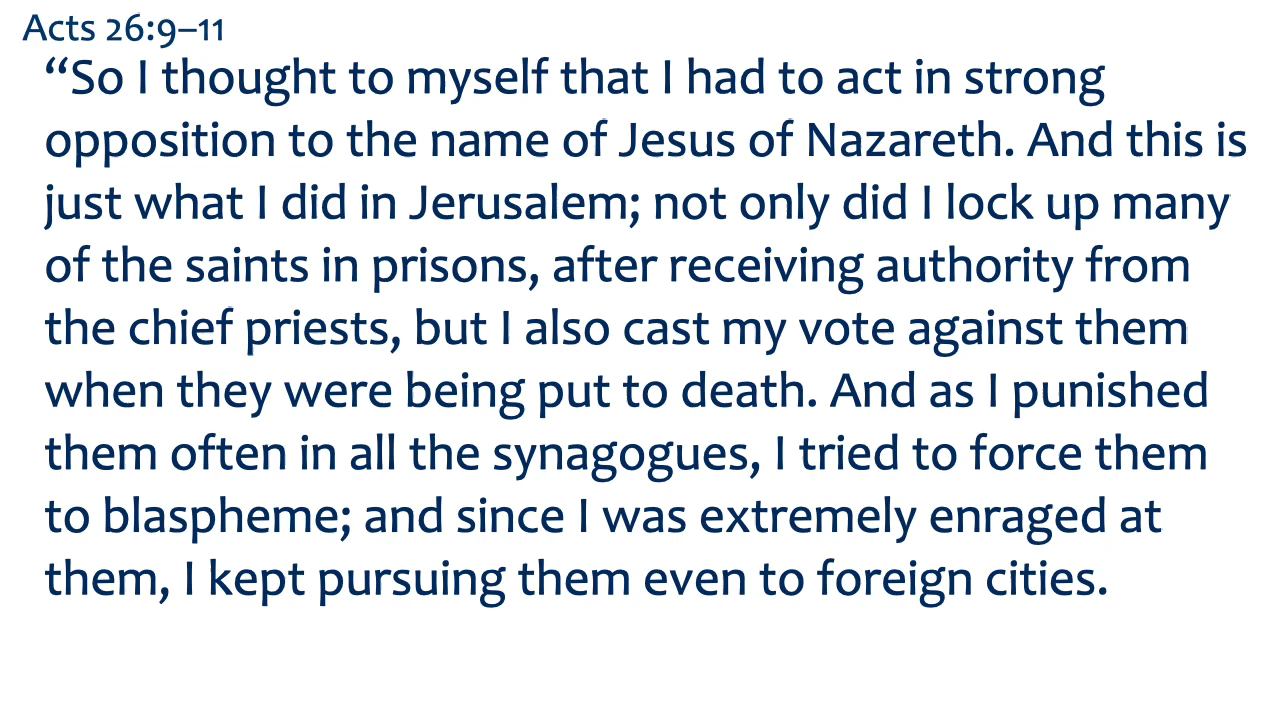 Acts 26:9–11
“So I thought to myself that I had to act in strong
opposition to the name of Jesus of Nazareth. And this is
just what I did in Jerusalem; not only did I lock up many
of the saints in prisons, after receiving authority from
the chief priests, but I also cast my vote against them
when they were being put to death. And as I punished
them often in all the synagogues, I tried to force them
to blaspheme; and since I was extremely enraged at
them, I kept pursuing them even to foreign cities.